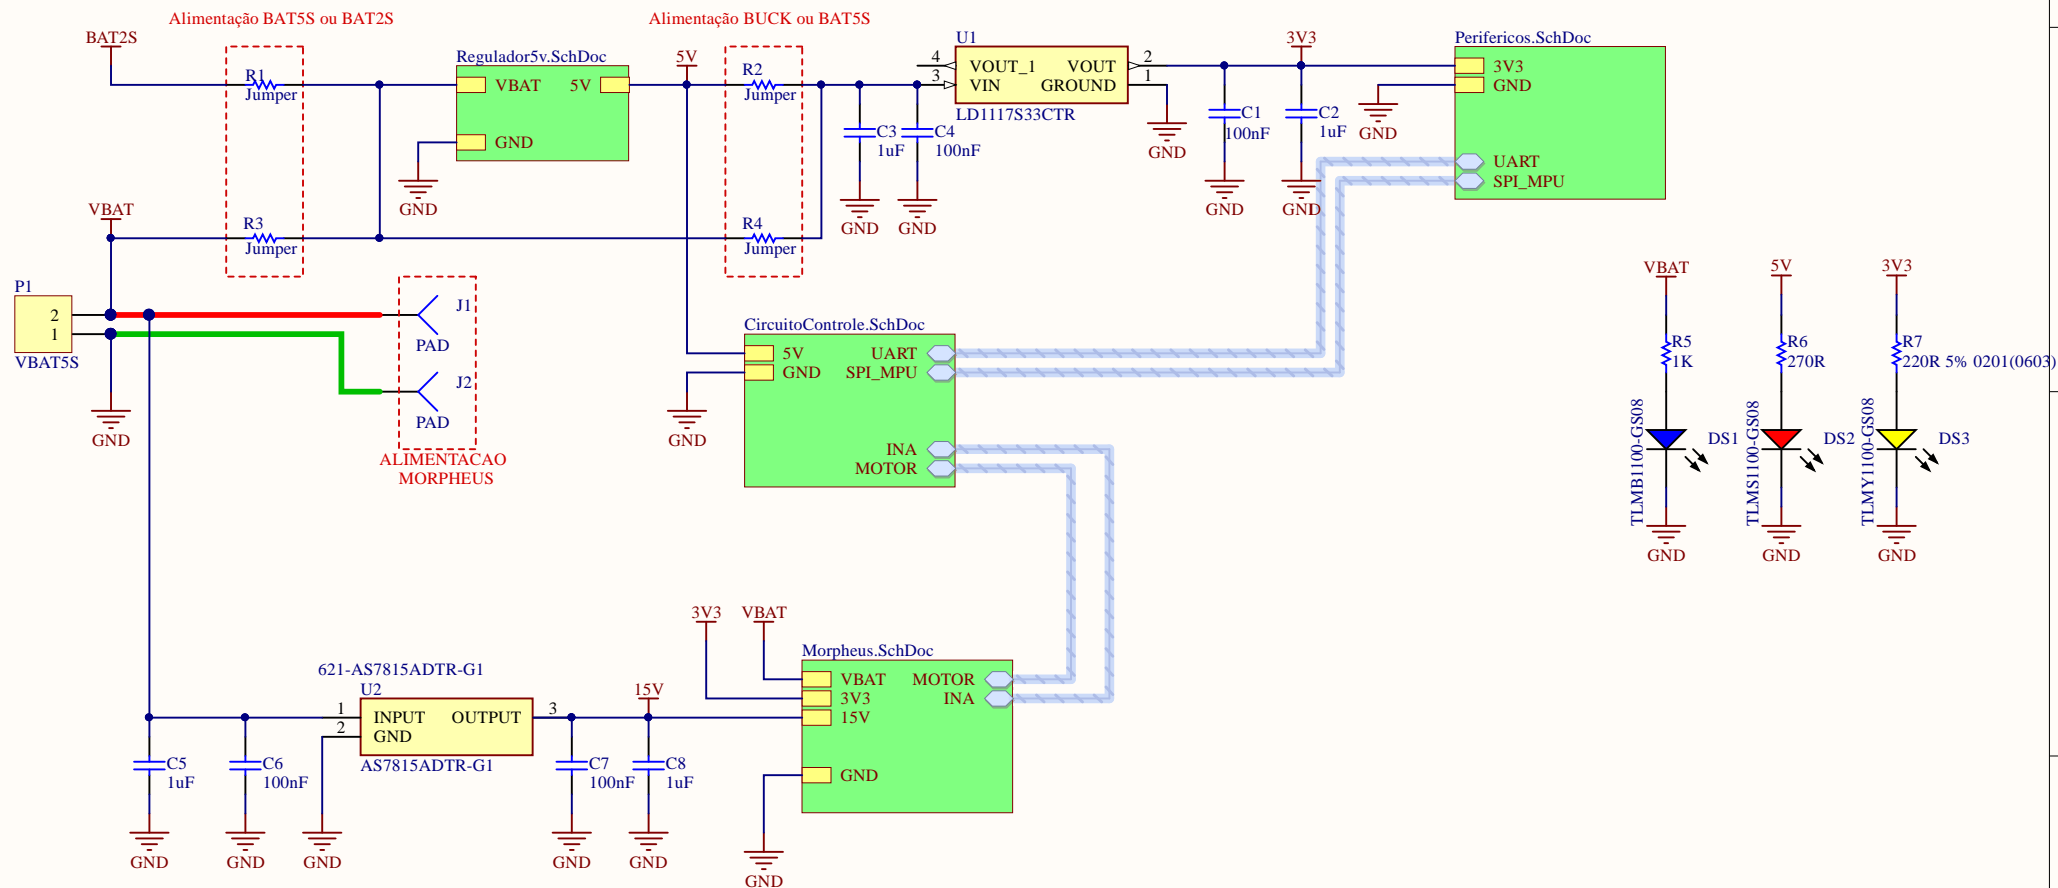 Alimentação BAT5S ou BAT2S
Alimentação BUCK ou BAT5S
BAT2S
R1
Jumper
Regulador5v.SchDoc
VBAT 5V
GND
GND
5V
R2
Jumper
C3
1uF
GND
C4
100nF
GND
U1
4 VOUT_1 VOUT 2
3 VIN GROUND 1
LD1117S33CTR
GND
C1
100nF
GND
3V3
C2
1uF
GND
Perifericos.SchDoc
3V3
GND
GND
UART
SPI_MPU
VBAT
R3
Jumper
R4
Jumper
P1
2
1
VBAT5S
GND
J1
PAD
J2
PAD
ALIMENTACAO
MORPHEUS
CircuitoControle.SchDoc
5V UART
GND SPI_MPU
INA
MOTOR
GND
VBAT
R5
1K
TLMB1100-GS08
DS1
GND
5V
R6
270R
TLMS1100-GS08
DS2
GND
3V3
R7
220R 5% 0201(0603)
TLMY1100-GS08
DS3
GND
621-AS7815ADTR-G1
U2
1 INPUT OUTPUT 3
2 GND
AS7815ADTR-G1
C5
1uF
GND
C6
100nF
GND
GND
C7
100nF
GND
15V
C8
1uF
GND
3V3
VBAT
Morpheus.SchDoc
VBAT MOTOR
3V3 INA
15V
GND
GND